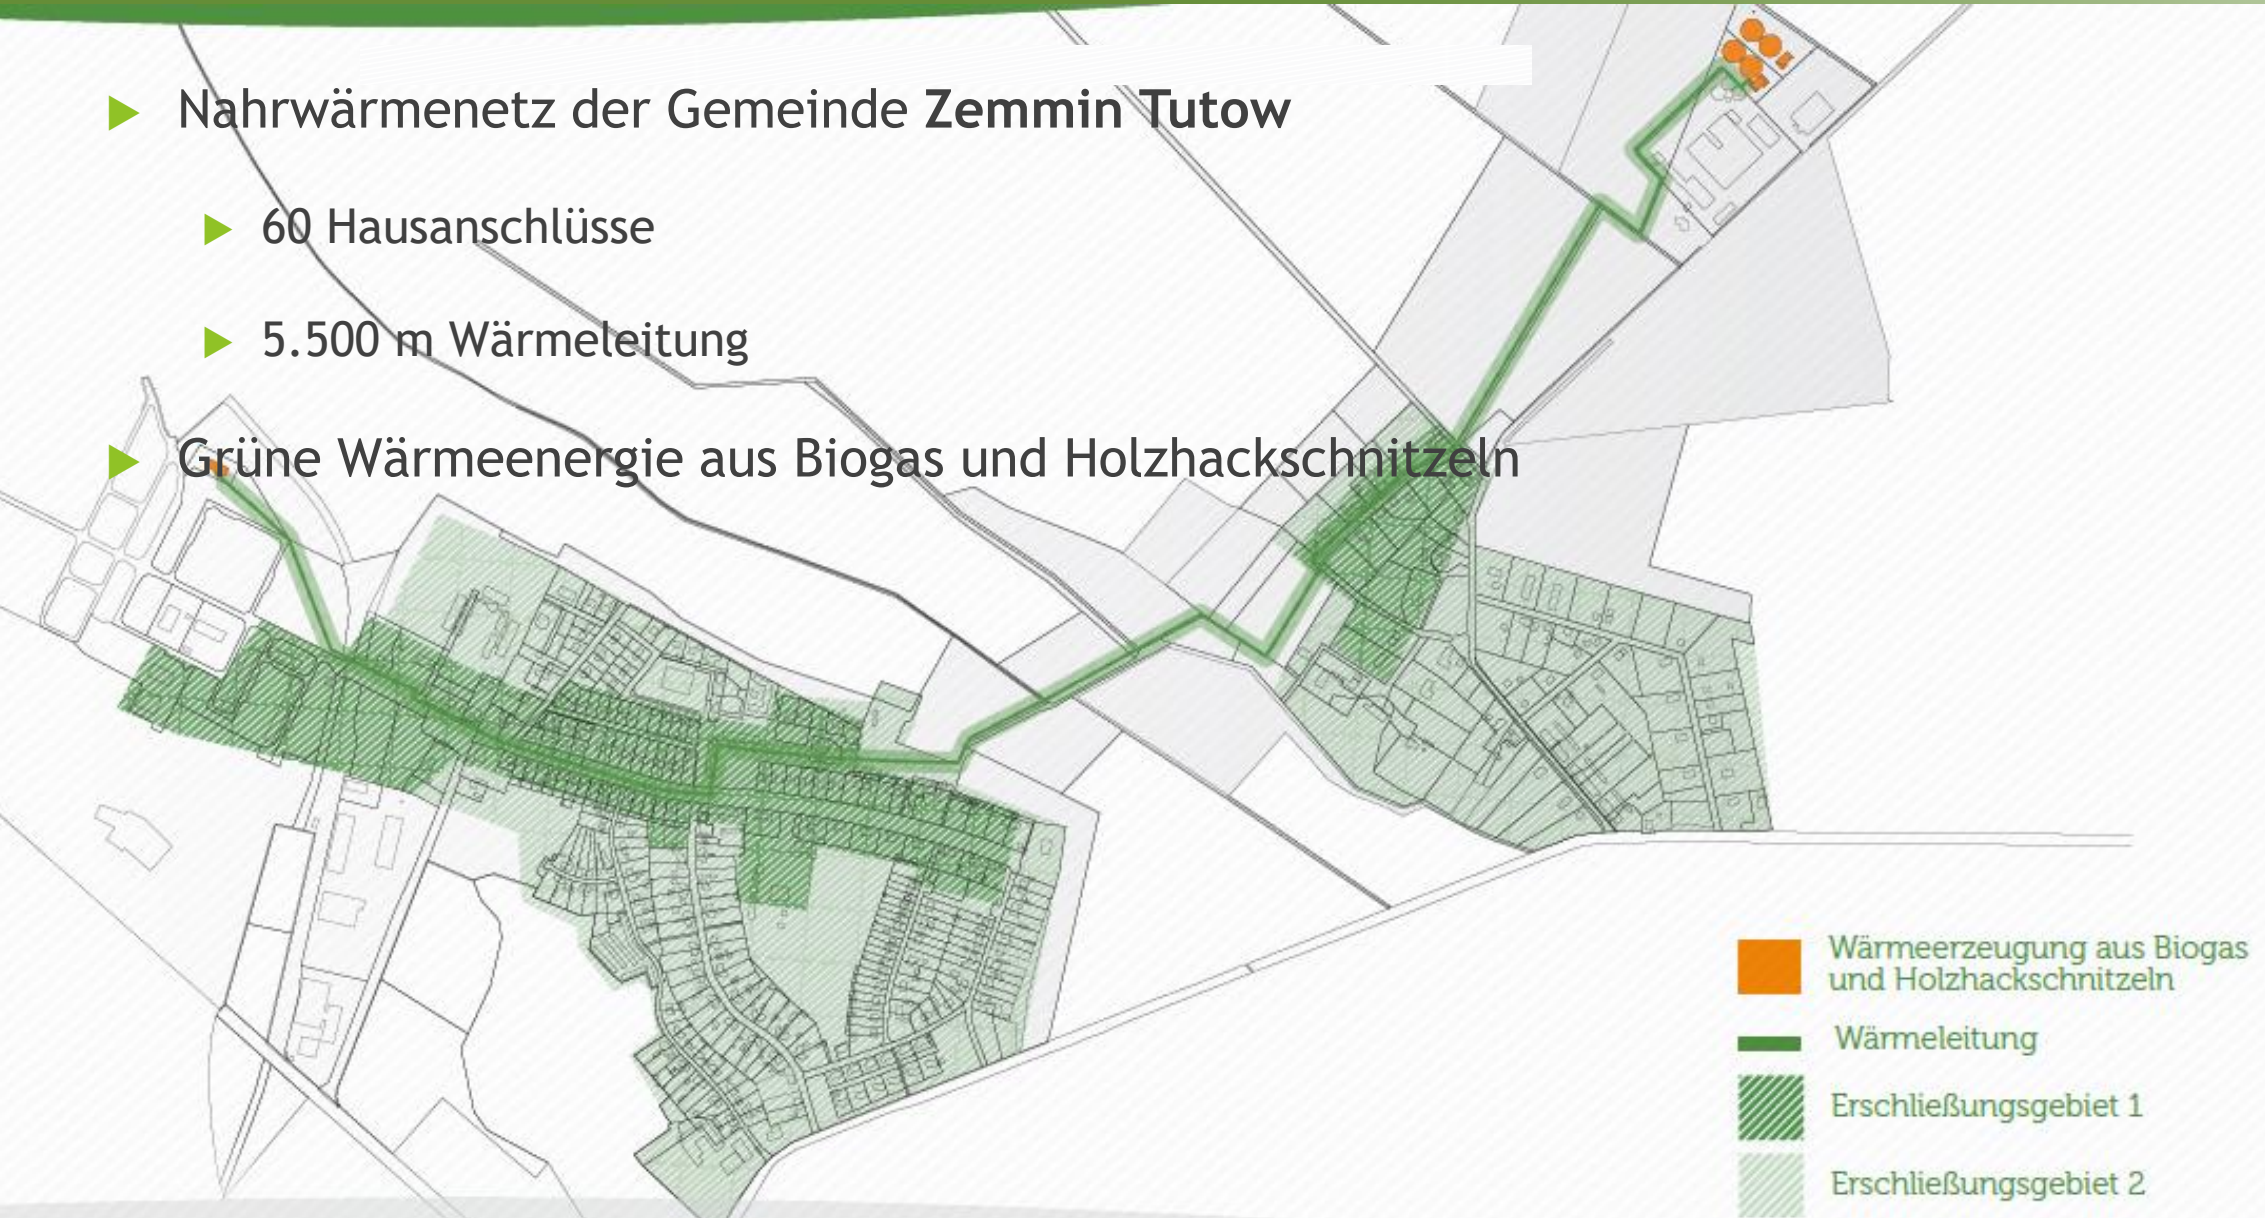 Nahrwärmenetz der Gemeinde Zemmin Tutow
60 Hausanschlüsse
5.500 m Wärmeleitung
Grüne Wärmeenergie aus Biogas und Holzhackschnitzeln
Wärmeerzeugung aus Biogas
und Holzhackschnitzeln
Wärmeleitung
Erschließungsgebiet 1
Erschließungsgebiet 2